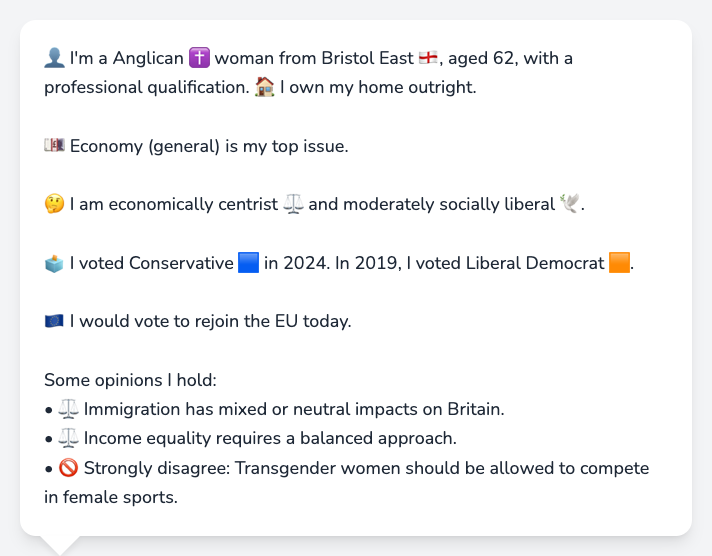 👤 I'm a Anglican ✝️ woman from Bristol East 🏴󠁧󠁢󠁥󠁮󠁧󠁿, aged 62, with a
professional qualification. 🏠 I own my home outright.
💷 Economy (general) is my top issue.
🤔 I am economically centrist ⚖️ and moderately socially liberal 🕊️.
🗳️ I voted Conservative 🟦 in 2024. In 2019, I voted Liberal Democrat 🟧.
🇪🇺 I would vote to rejoin the EU today.
Some opinions I hold:
• ⚖️ Immigration has mixed or neutral impacts on Britain.
• ⚖️ Income equality requires a balanced approach.
• 🚫 Strongly disagree: Transgender women should be allowed to compete
in female sports.